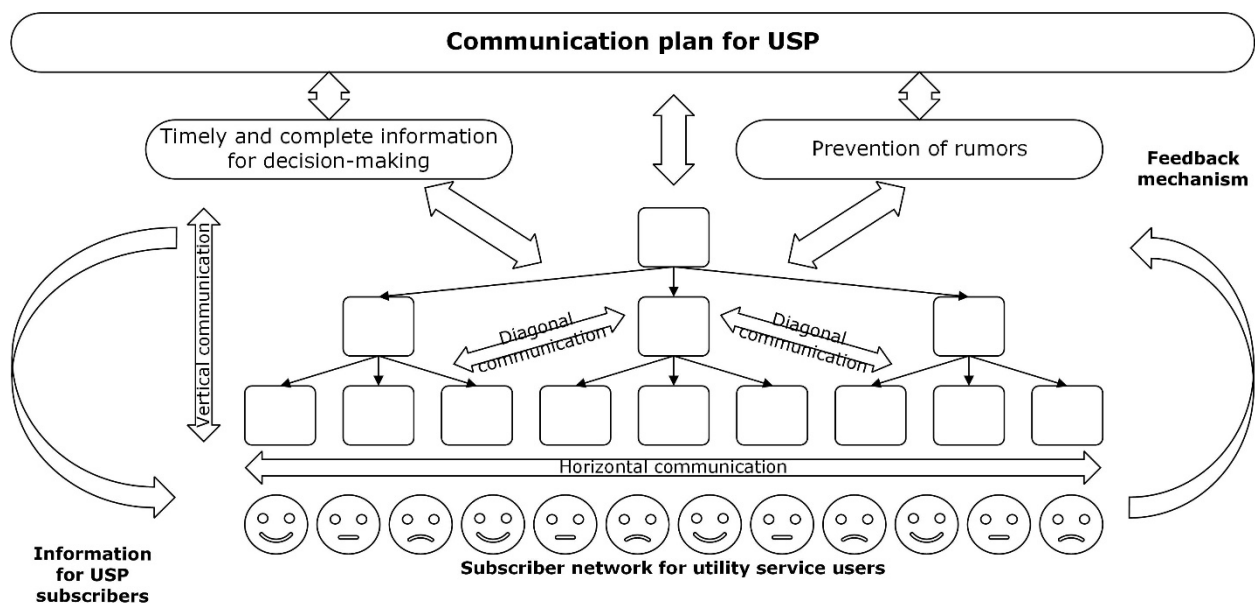 Communication plan for USP
Timely and complete information
for decision-making
Prevention of rumors
Feedback
mechanism
Vertical communication
Diagonal
communication
Diagonal
communication
Horizontal communication
Information
for USP
subscribers
Subscriber network for utility service users